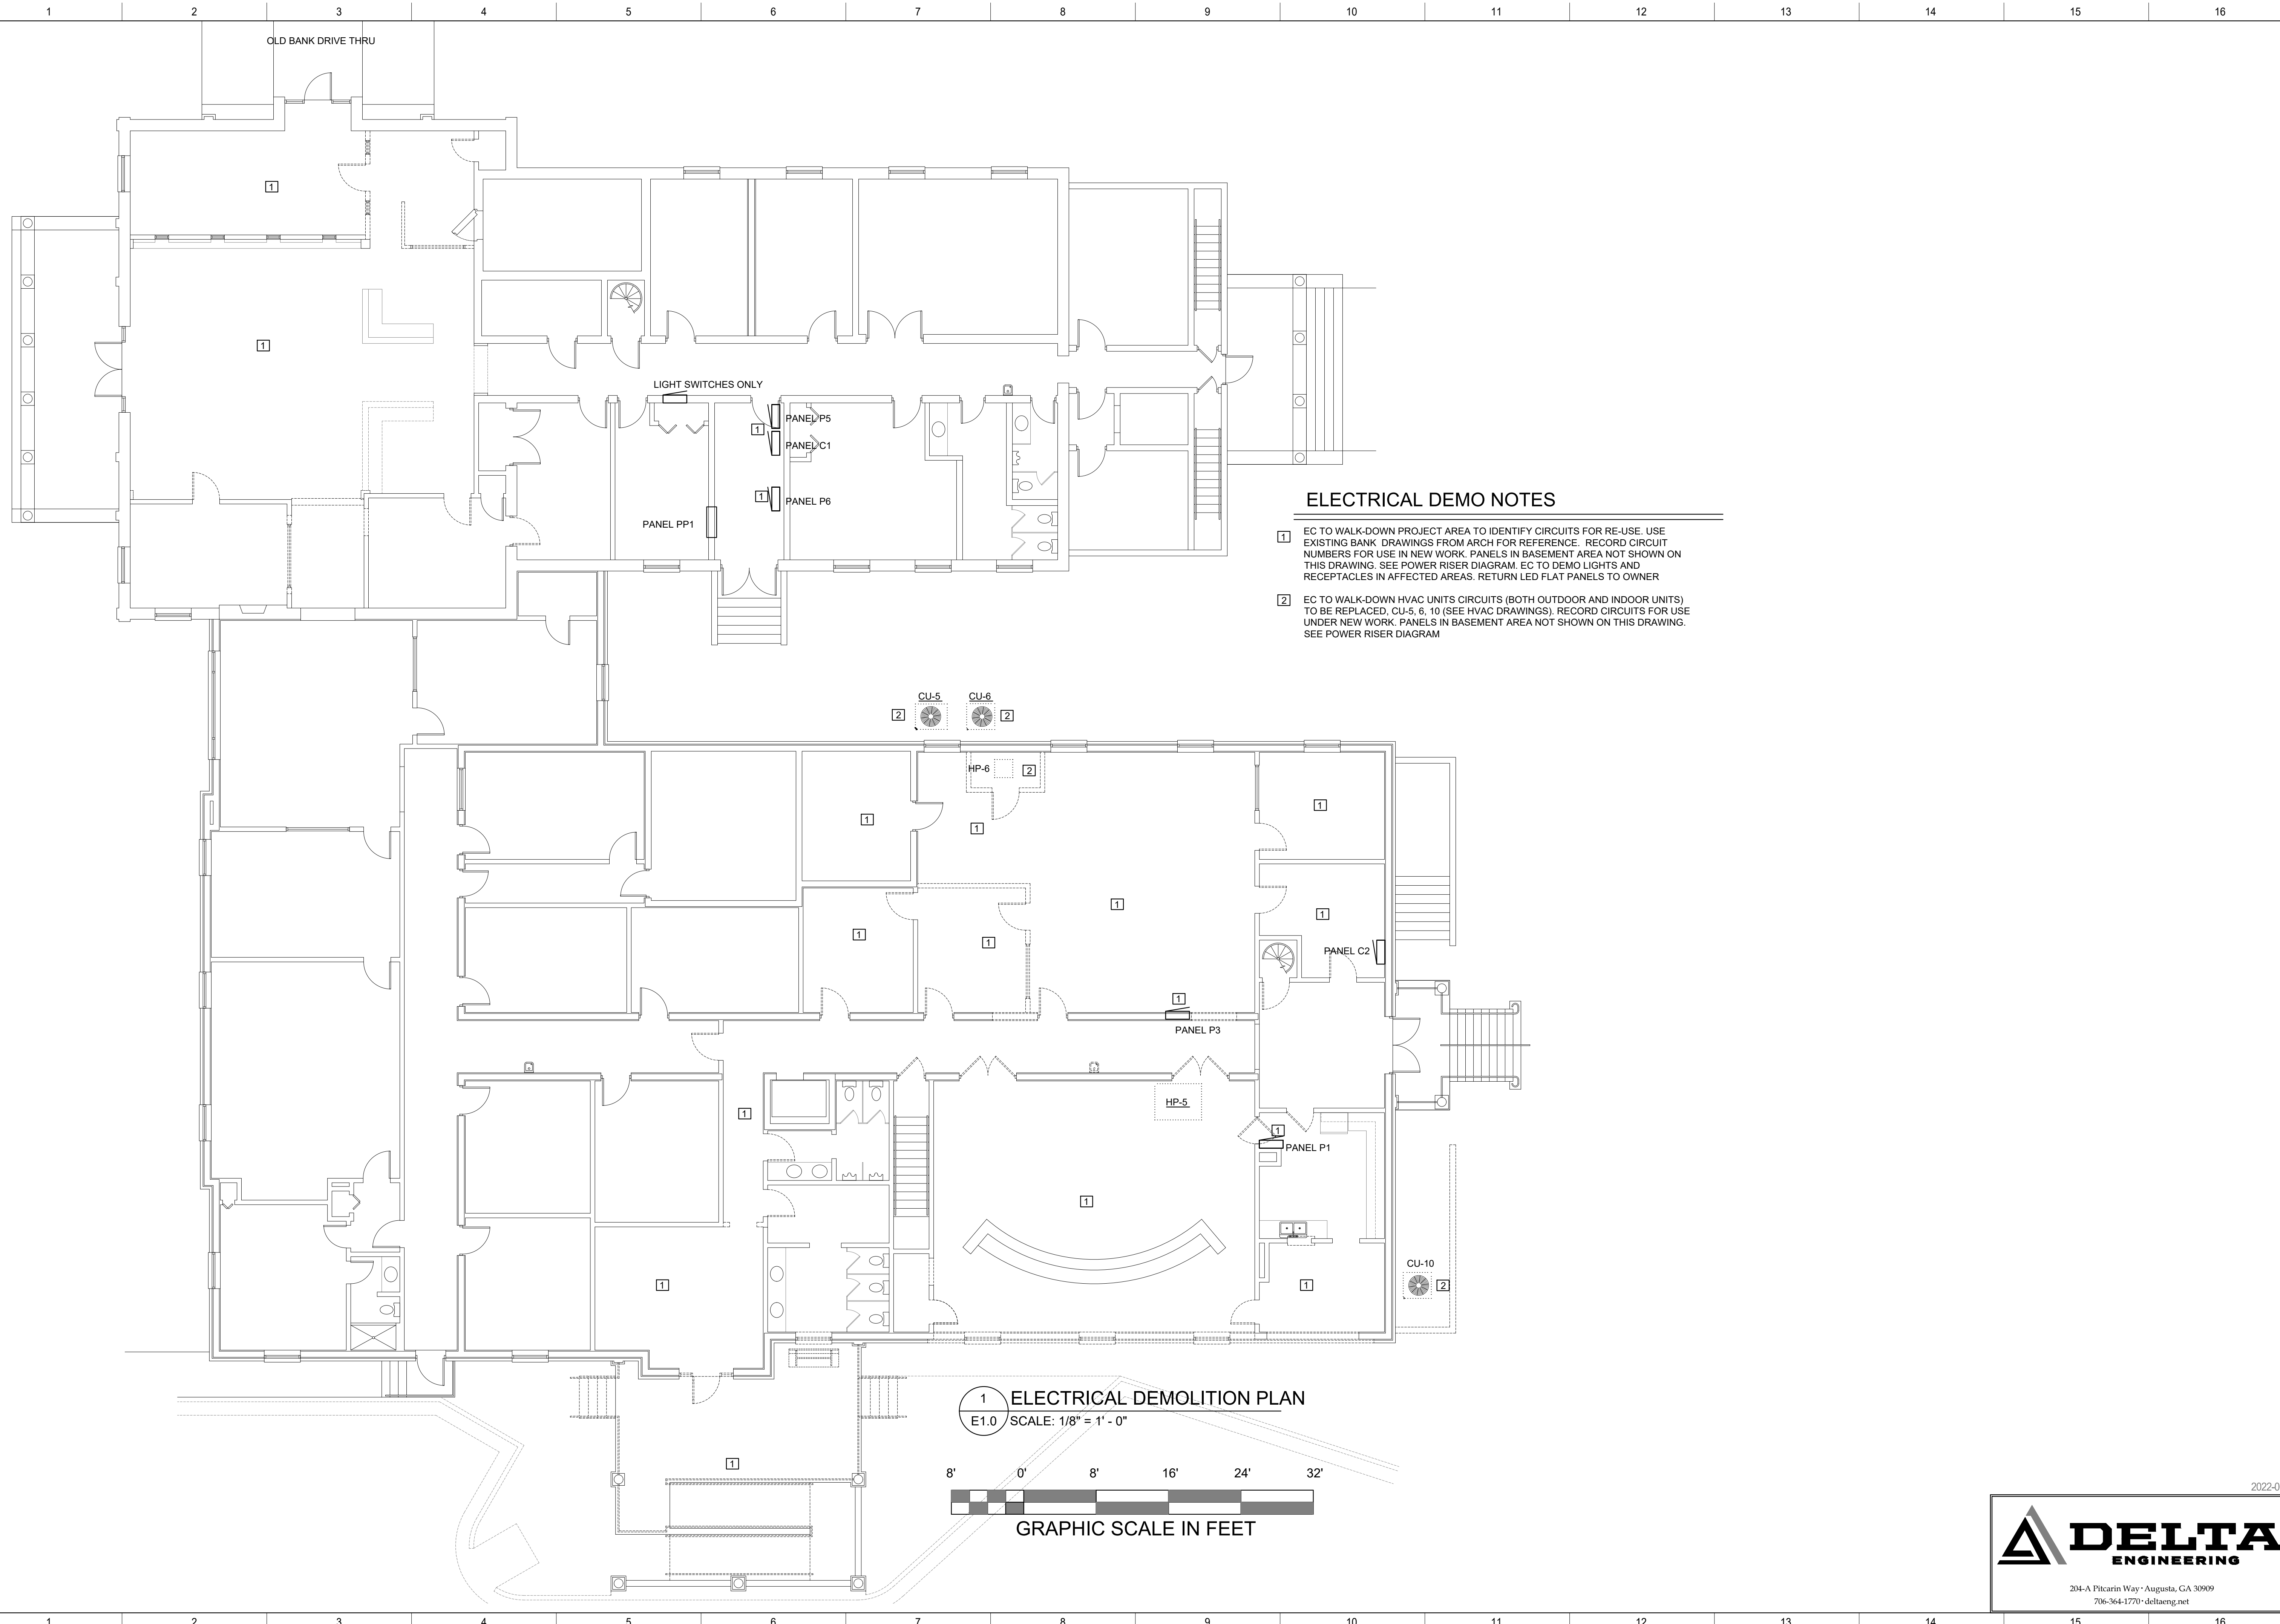 1 2 3 4 5 6 7 8 9 10 11 12 13 14 15 16
OLD BANK DRIVE THRU
1
1
LIGHT SWITCHES ONLY
PANEL P5
1
PANEL C1
1
PANEL P6
PANEL PP1
ELECTRICAL DEMO NOTES
1
EC TO WALK-DOWN PROJECT AREA TO IDENTIFY CIRCUITS FOR RE-USE. USE
EXISTING BANK DRAWINGS FROM ARCH FOR REFERENCE. RECORD CIRCUIT
NUMBERS FOR USE IN NEW WORK. PANELS IN BASEMENT AREA NOT SHOWN ON
THIS DRAWING. SEE POWER RISER DIAGRAM. EC TO DEMO LIGHTS AND
RECEPTACLES IN AFFECTED AREAS. RETURN LED FLAT PANELS TO OWNER
2
EC TO WALK-DOWN HVAC UNITS CIRCUITS (BOTH OUTDOOR AND INDOOR UNITS)
TO BE REPLACED, CU-5, 6, 10 (SEE HVAC DRAWINGS). RECORD CIRCUITS FOR USE
UNDER NEW WORK. PANELS IN BASEMENT AREA NOT SHOWN ON THIS DRAWING.
SEE POWER RISER DIAGRAM
CU-5 CU-6
2 2
HP-6 2
1
1
1
1
1
1
PANEL C2
1
1
1
PANEL P3
HP-5
1
1
PANEL P1
1
CU-10
1
1
2
1
ELECTRICAL DEMOLITION PLAN
E1.0
SCALE: 1/8" = 1' - 0"
1
8' 0' 8' 16' 24' 32'
GRAPHIC SCALE IN FEET
2022-0
DELTA
ENGINEERING
204-A Pitcarin Way · Augusta, GA 30909
706-364-1770 · deltaeng.net
1 2 3 4 5 6 7 8 9 10 11 12 13 14 15 16